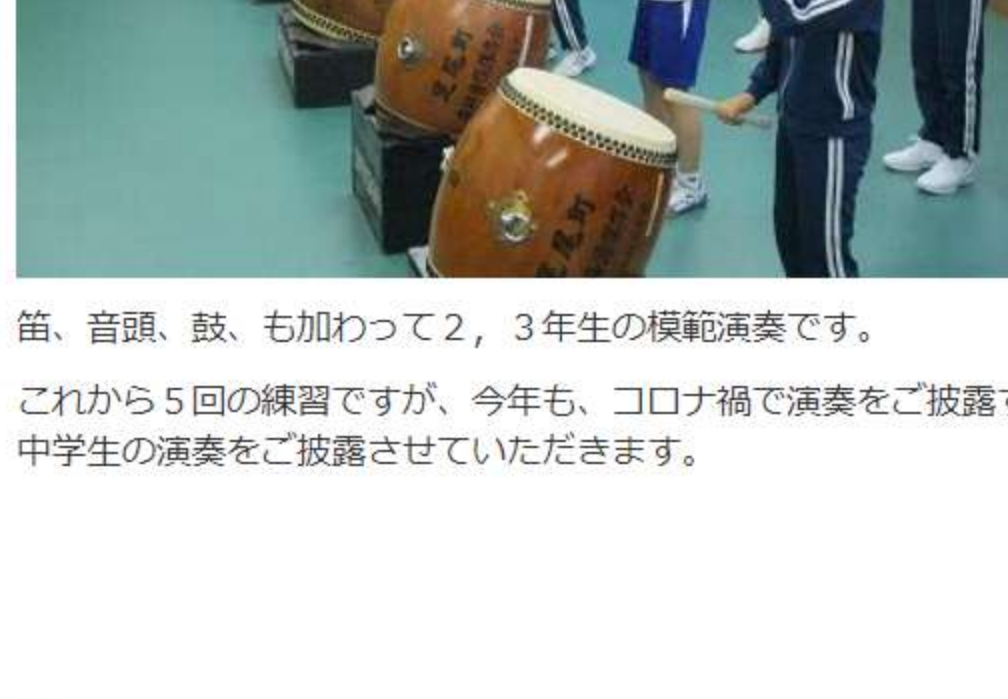 笛、音頭、鼓、も加わって２，３年生の模範演奏です。
これから５回の練習ですが、今年も、コロナ禍で演奏をご披露
中学生の演奏をご披露させていただきます。